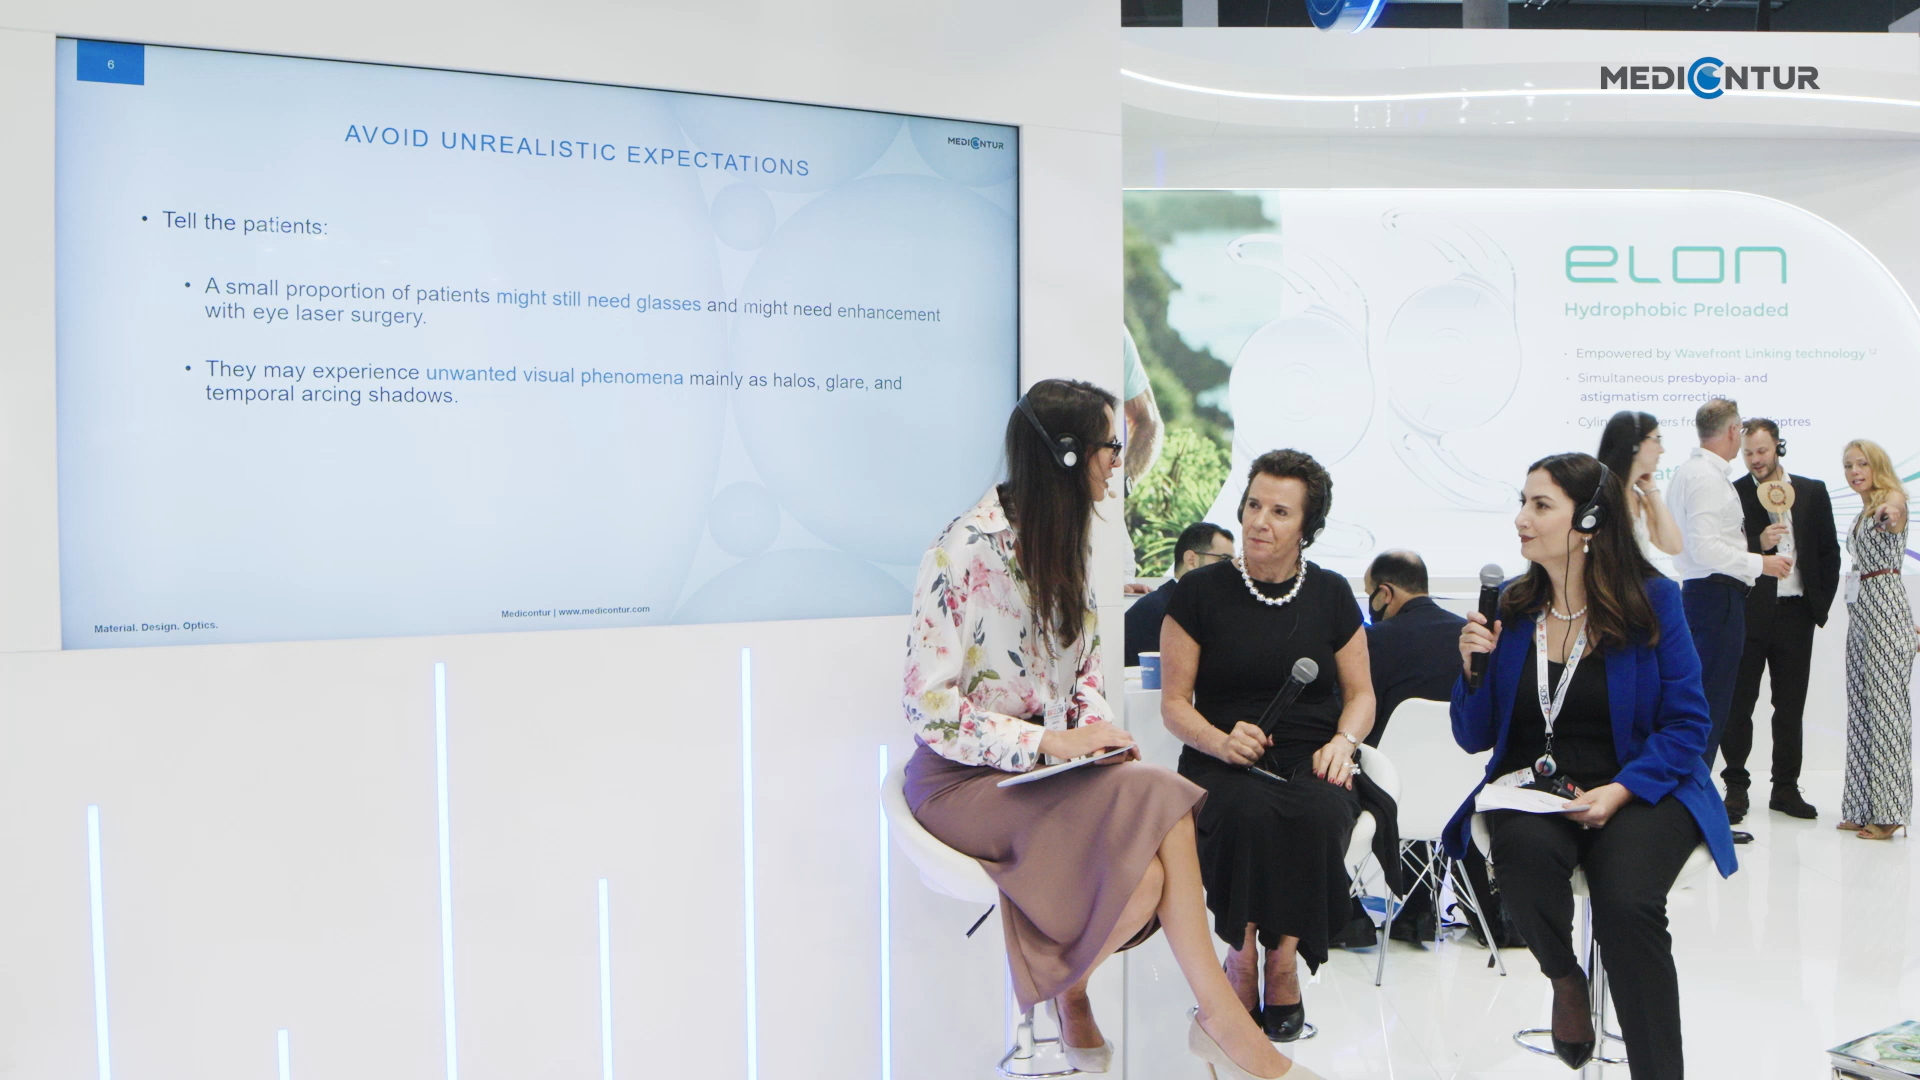 6
MEDICONTUR
AVOID UNREALISTIC EXPECTATIONS
• Tell the patients:
• A small proportion of patients might still need glasses and might need enhancement
with eye laser surgery.
• They may experience unwanted visual phenomena mainly as halos, glare, and
temporal arcing shadows.
Material. Design. Optics.
Medicontur | www.medicontur.com
MEDICONTUR
elon
Hydrophobic Preloaded
• Empowered by Wavefront Linking technology
• Simultaneous presbyopia- and
astigmatism correction
ESCRS